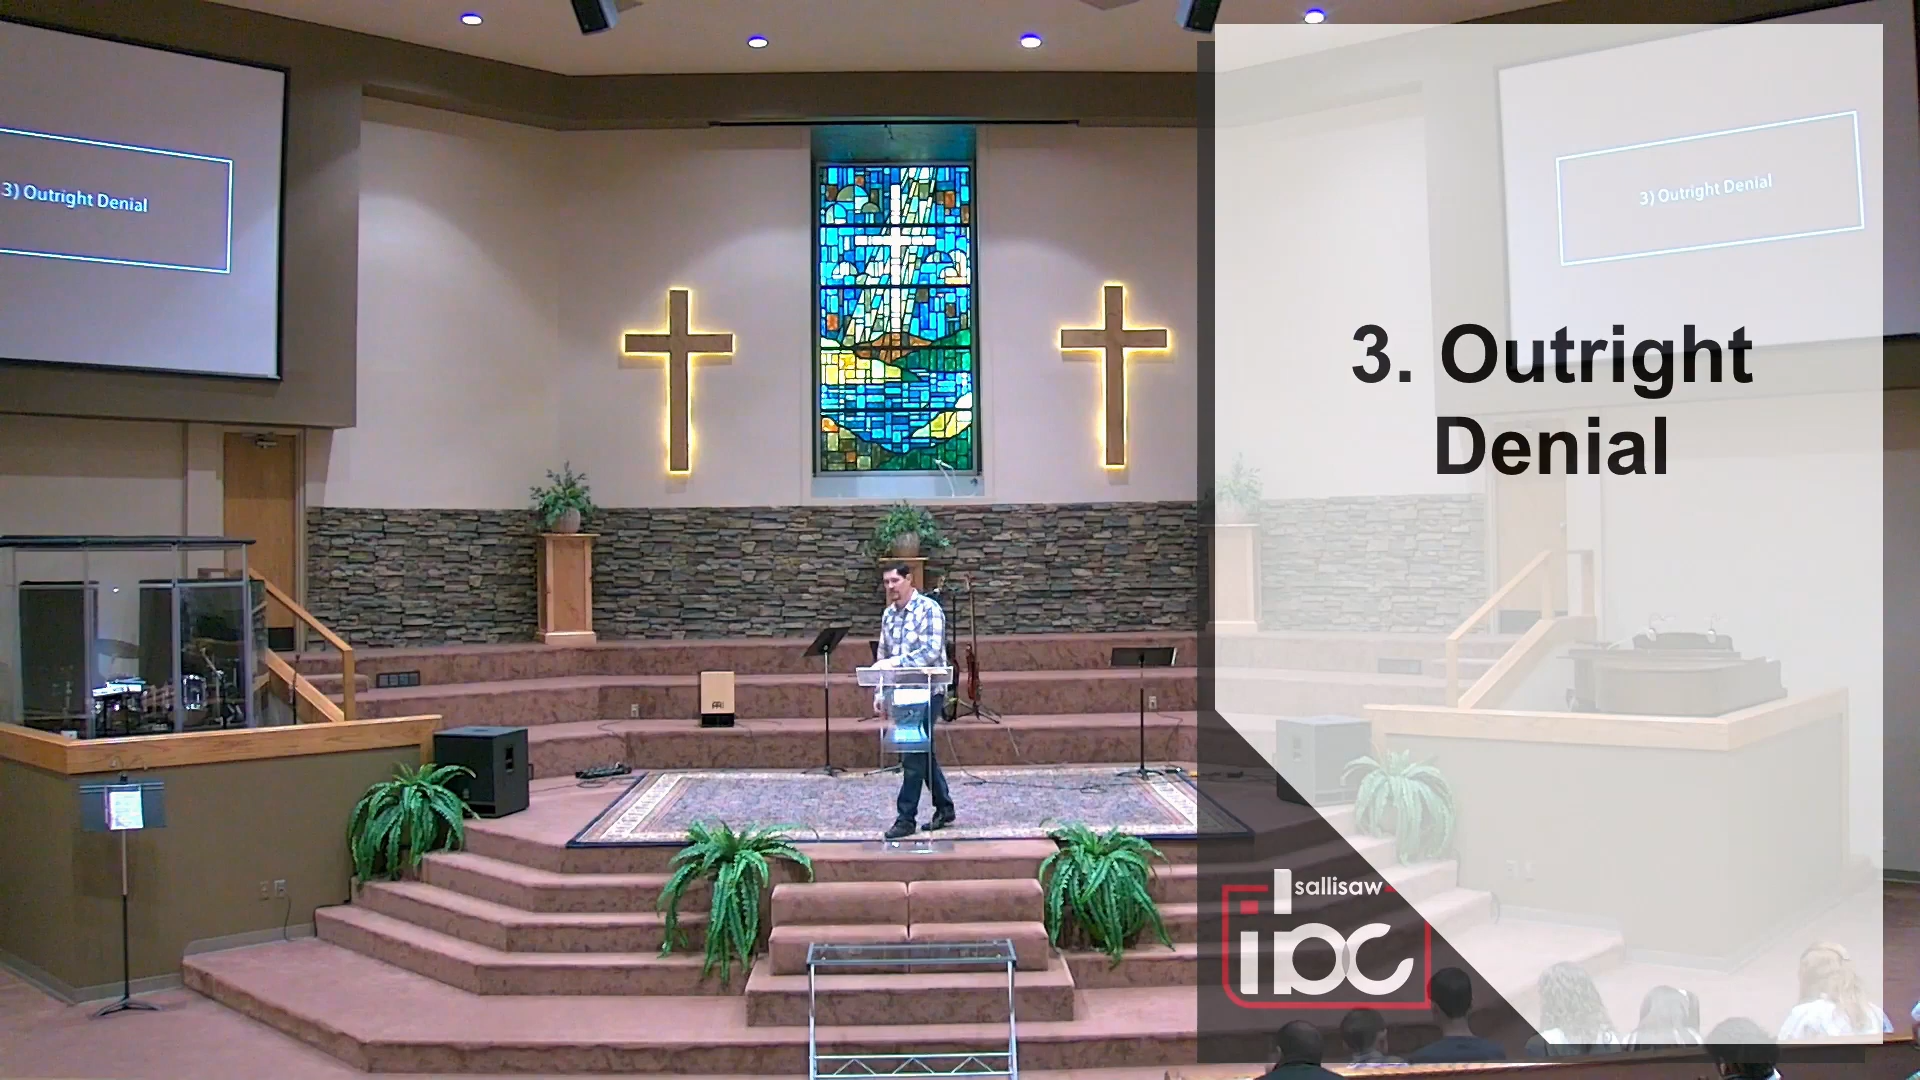 3) Outright Denial
3) Outright Denial
3. Outright
Denial
sallisaw
ibc